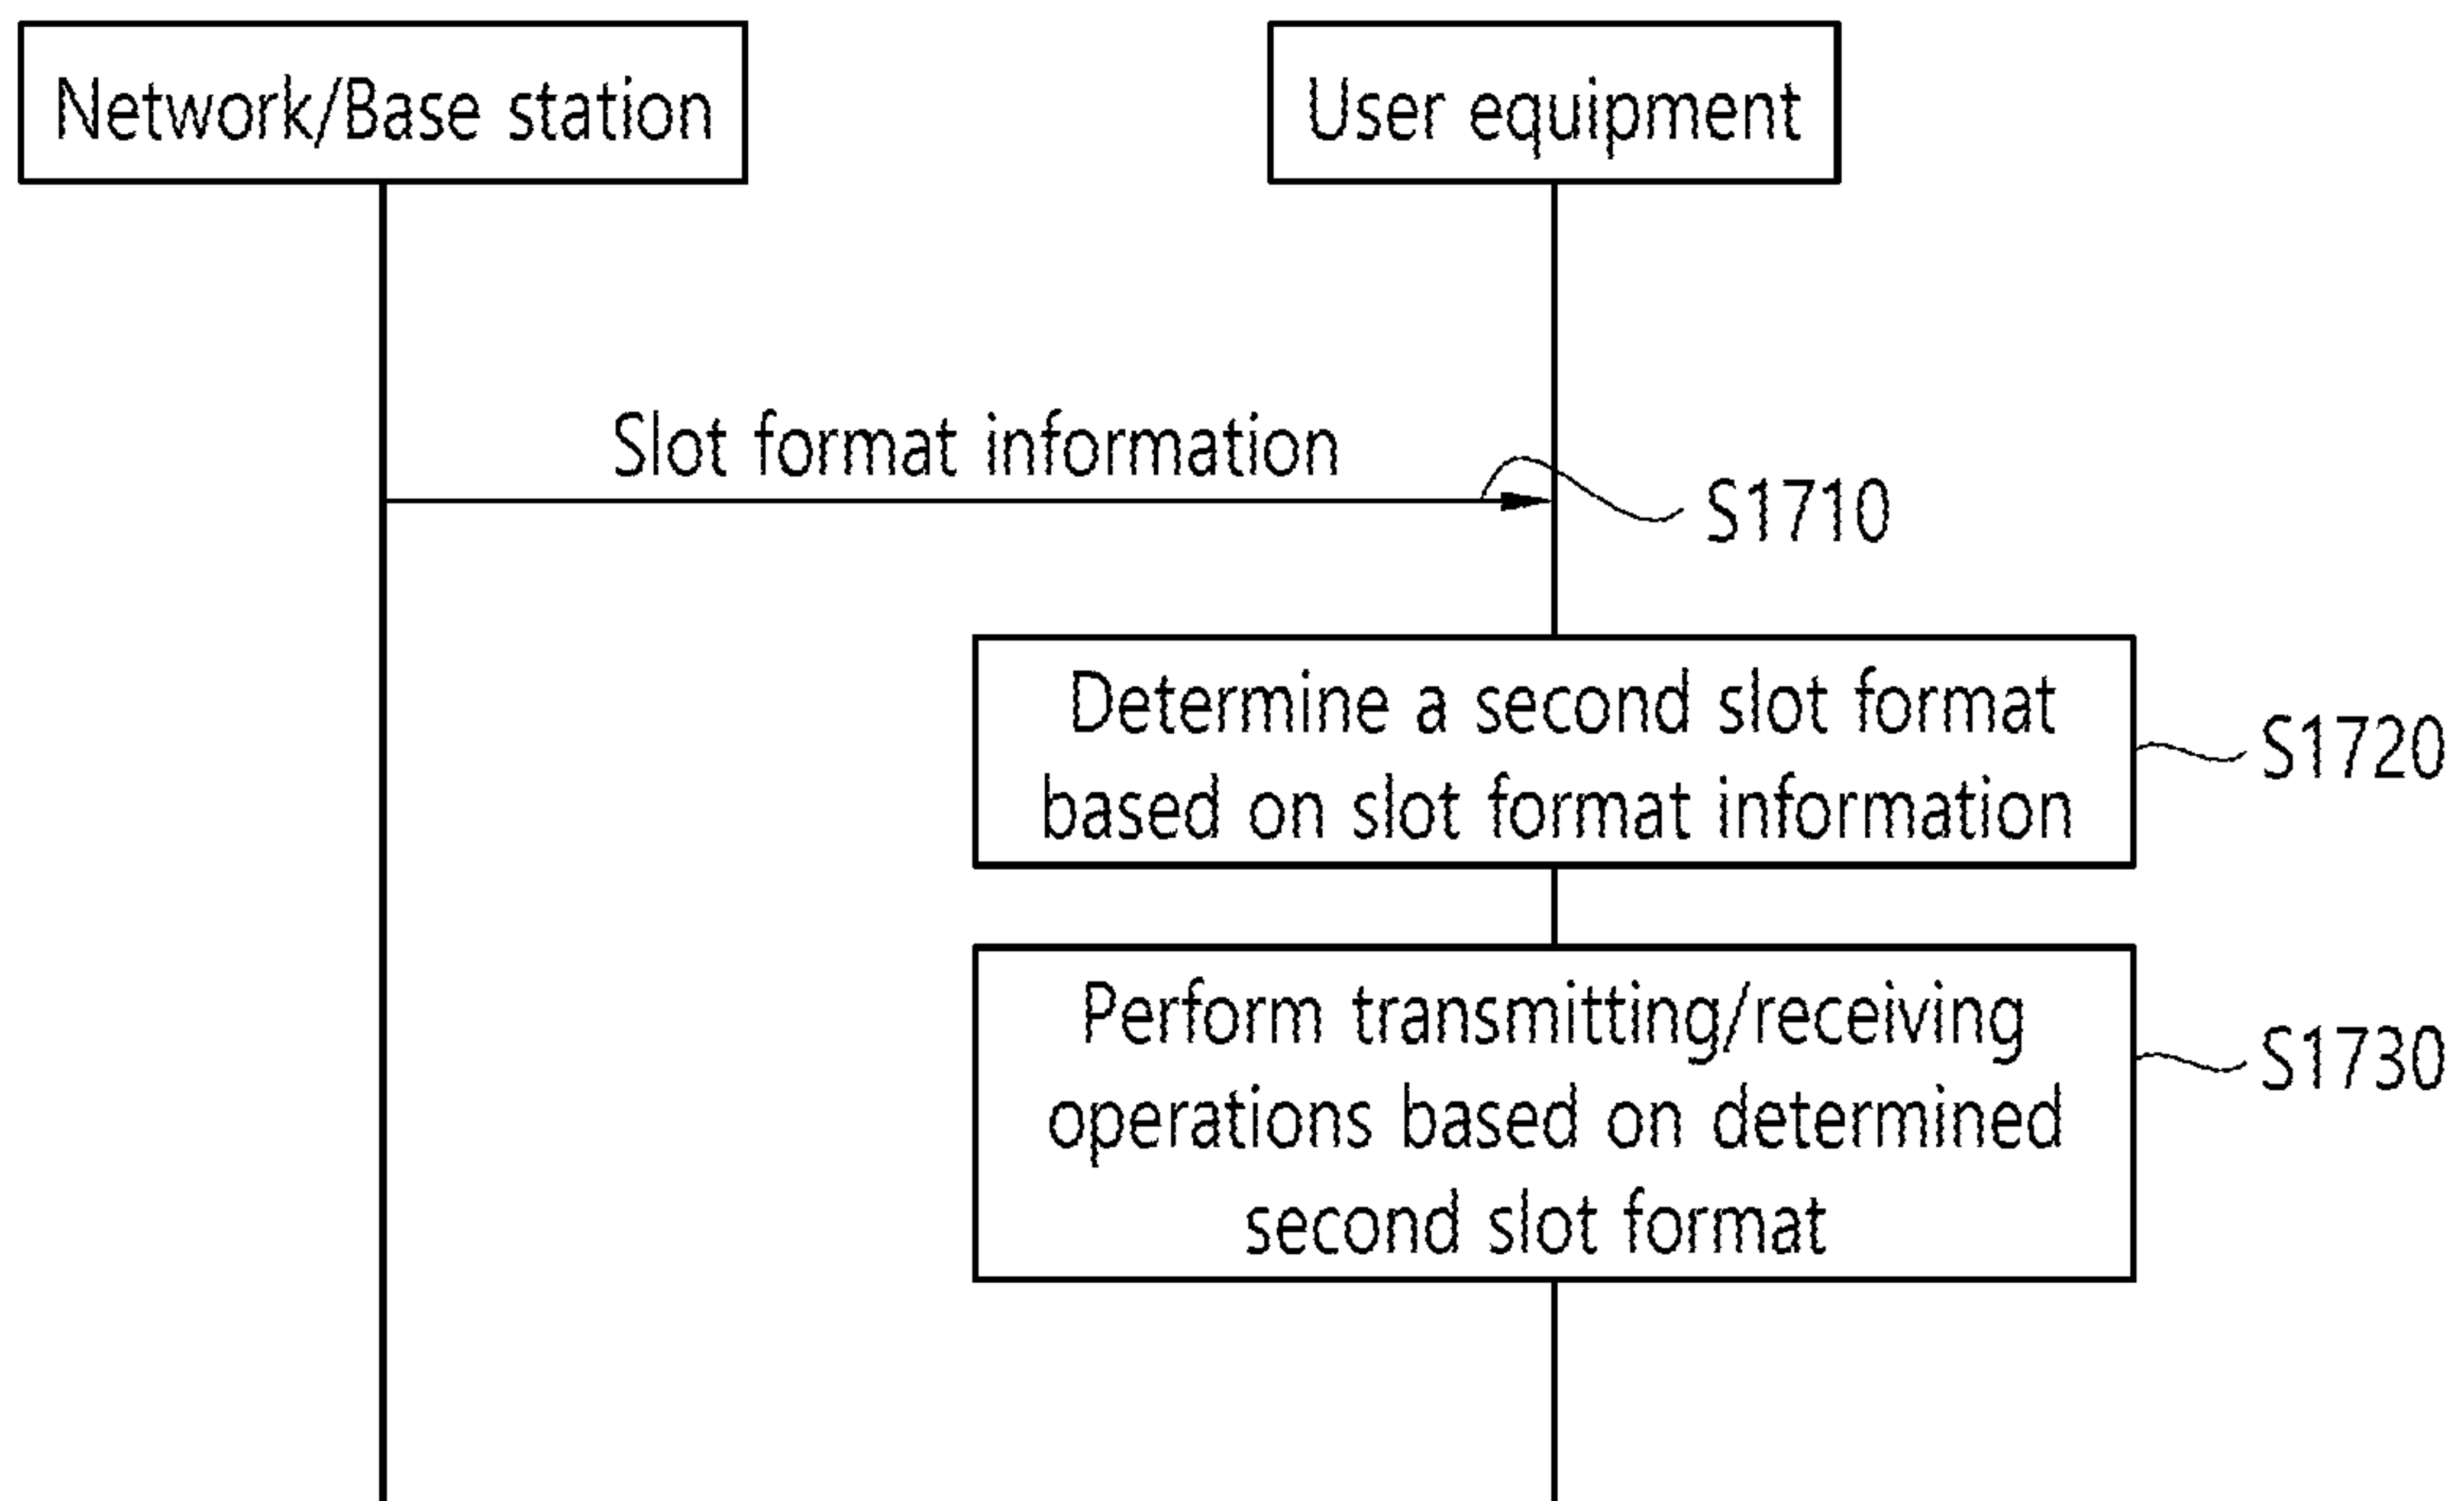 Network/Base station
User equipment
Slot format information
S1710
Determine a second slot format
based on slot format information
S1720
Perform transmitting/receiving
operations based on determined
second slot format
S1730